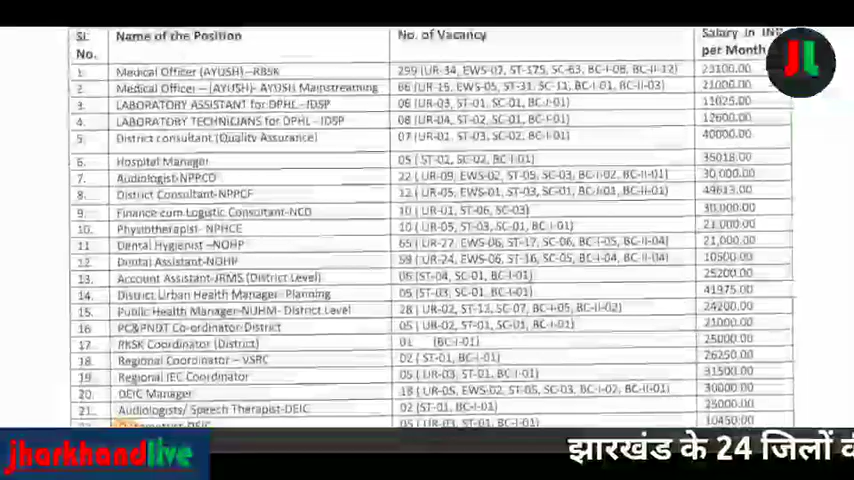 Sl. No. Name of the Position No. of Vacancy Salary in INR per Month
1. Medical Officer (AYUSH) –RBSK 299 (UR-34, EWS-07, ST-175, SC-63, BC-I-08, BC-II-12) 23100.00
2. Medical Officer – (AYUSH)- AYUSH Mainstreaming 66 (UR-15, EWS-05, ST-31, SC-11, BC-I-01, BC-II-03) 21000.00
3. LABORATORY ASSISTANT for DPHL - IDSP 06 (UR-03, ST-01, SC-01, BC-I-01) 11025.00
4. LABORATORY TECHNICIANS for DPHL - IDSP 08 (UR-04, ST-02, SC-01, BC-I-01) 12600.00
5. District consultant (Quality Assurance) 07 (UR-01, ST-03, SC-02, BC-I-01) 40000.00
6. Hospital Manager 05 (ST-02, SC-02, BC-I-01) 35018.00
7. Audiologist-NPPCD 22 (UR-09, EWS-02, ST-05, SC-03, BC-I-02, BC-II-01) 30,000.00
8. District Consultant-NPPCF 12 (UR-05, EWS-01, ST-03, SC-01, BC-I-01, BC-II-01) 49613.00
9. Finance cum Logistic Consultant-NCD 10 (UR-01, ST-06, SC-03) 30,000.00
10. Physiotherapist- NPHCE 10 (UR-05, ST-03, SC-01, BC-I-01) 21,000.00
11 Dental Hygienist –NOHP 65 (UR-27, EWS-06, ST-17, SC-06, BC-I-05, BC-II-04) 21,000.00
12 Dental Assistant-NOHP 59 (UR-24, EWS-06, ST-16, SC-05, BC-I-04, BC-II-04) 10500.00
13. Account Assistant-JRMS (District Level) 06 (ST-04, SC-01, BC-I-01) 25200.00
14. District Urban Health Manager- Planning 05 (ST-03, SC-01, BC-I-01) 41975.00
15. Public Health Manager-NUHM- District Level 28 (UR-02, ST-12, SC-07, BC-I-05, BC-II-02) 24200.00
16 PC&PNDT Co-ordinator-District 05 (UR-02, ST-01, SC-01, BC-I-01) 21000.00
17 RKSK Coordinator (District) 01 (BC-I-01) 25000.00
18. Regional Coordinator – VSRC 02 (ST-01, BC-I-01) 26250.00
19 Regional IEC Coordinator 05 (UR-03, ST-01, BC-I-01) 31500.00
20. DEIC Manager 18 (UR-05, EWS-02, ST-05, SC-03, BC-I-02, BC-II-01) 30000.00
21. Audiologists/ Speech Therapist-DEIC 02 (ST-01, BC-I-01) 25000.00
05 (UR-03, ST-01, BC-I-01) 10450.00
JL
jharkhandlive
झारखंड के 24 जिलों